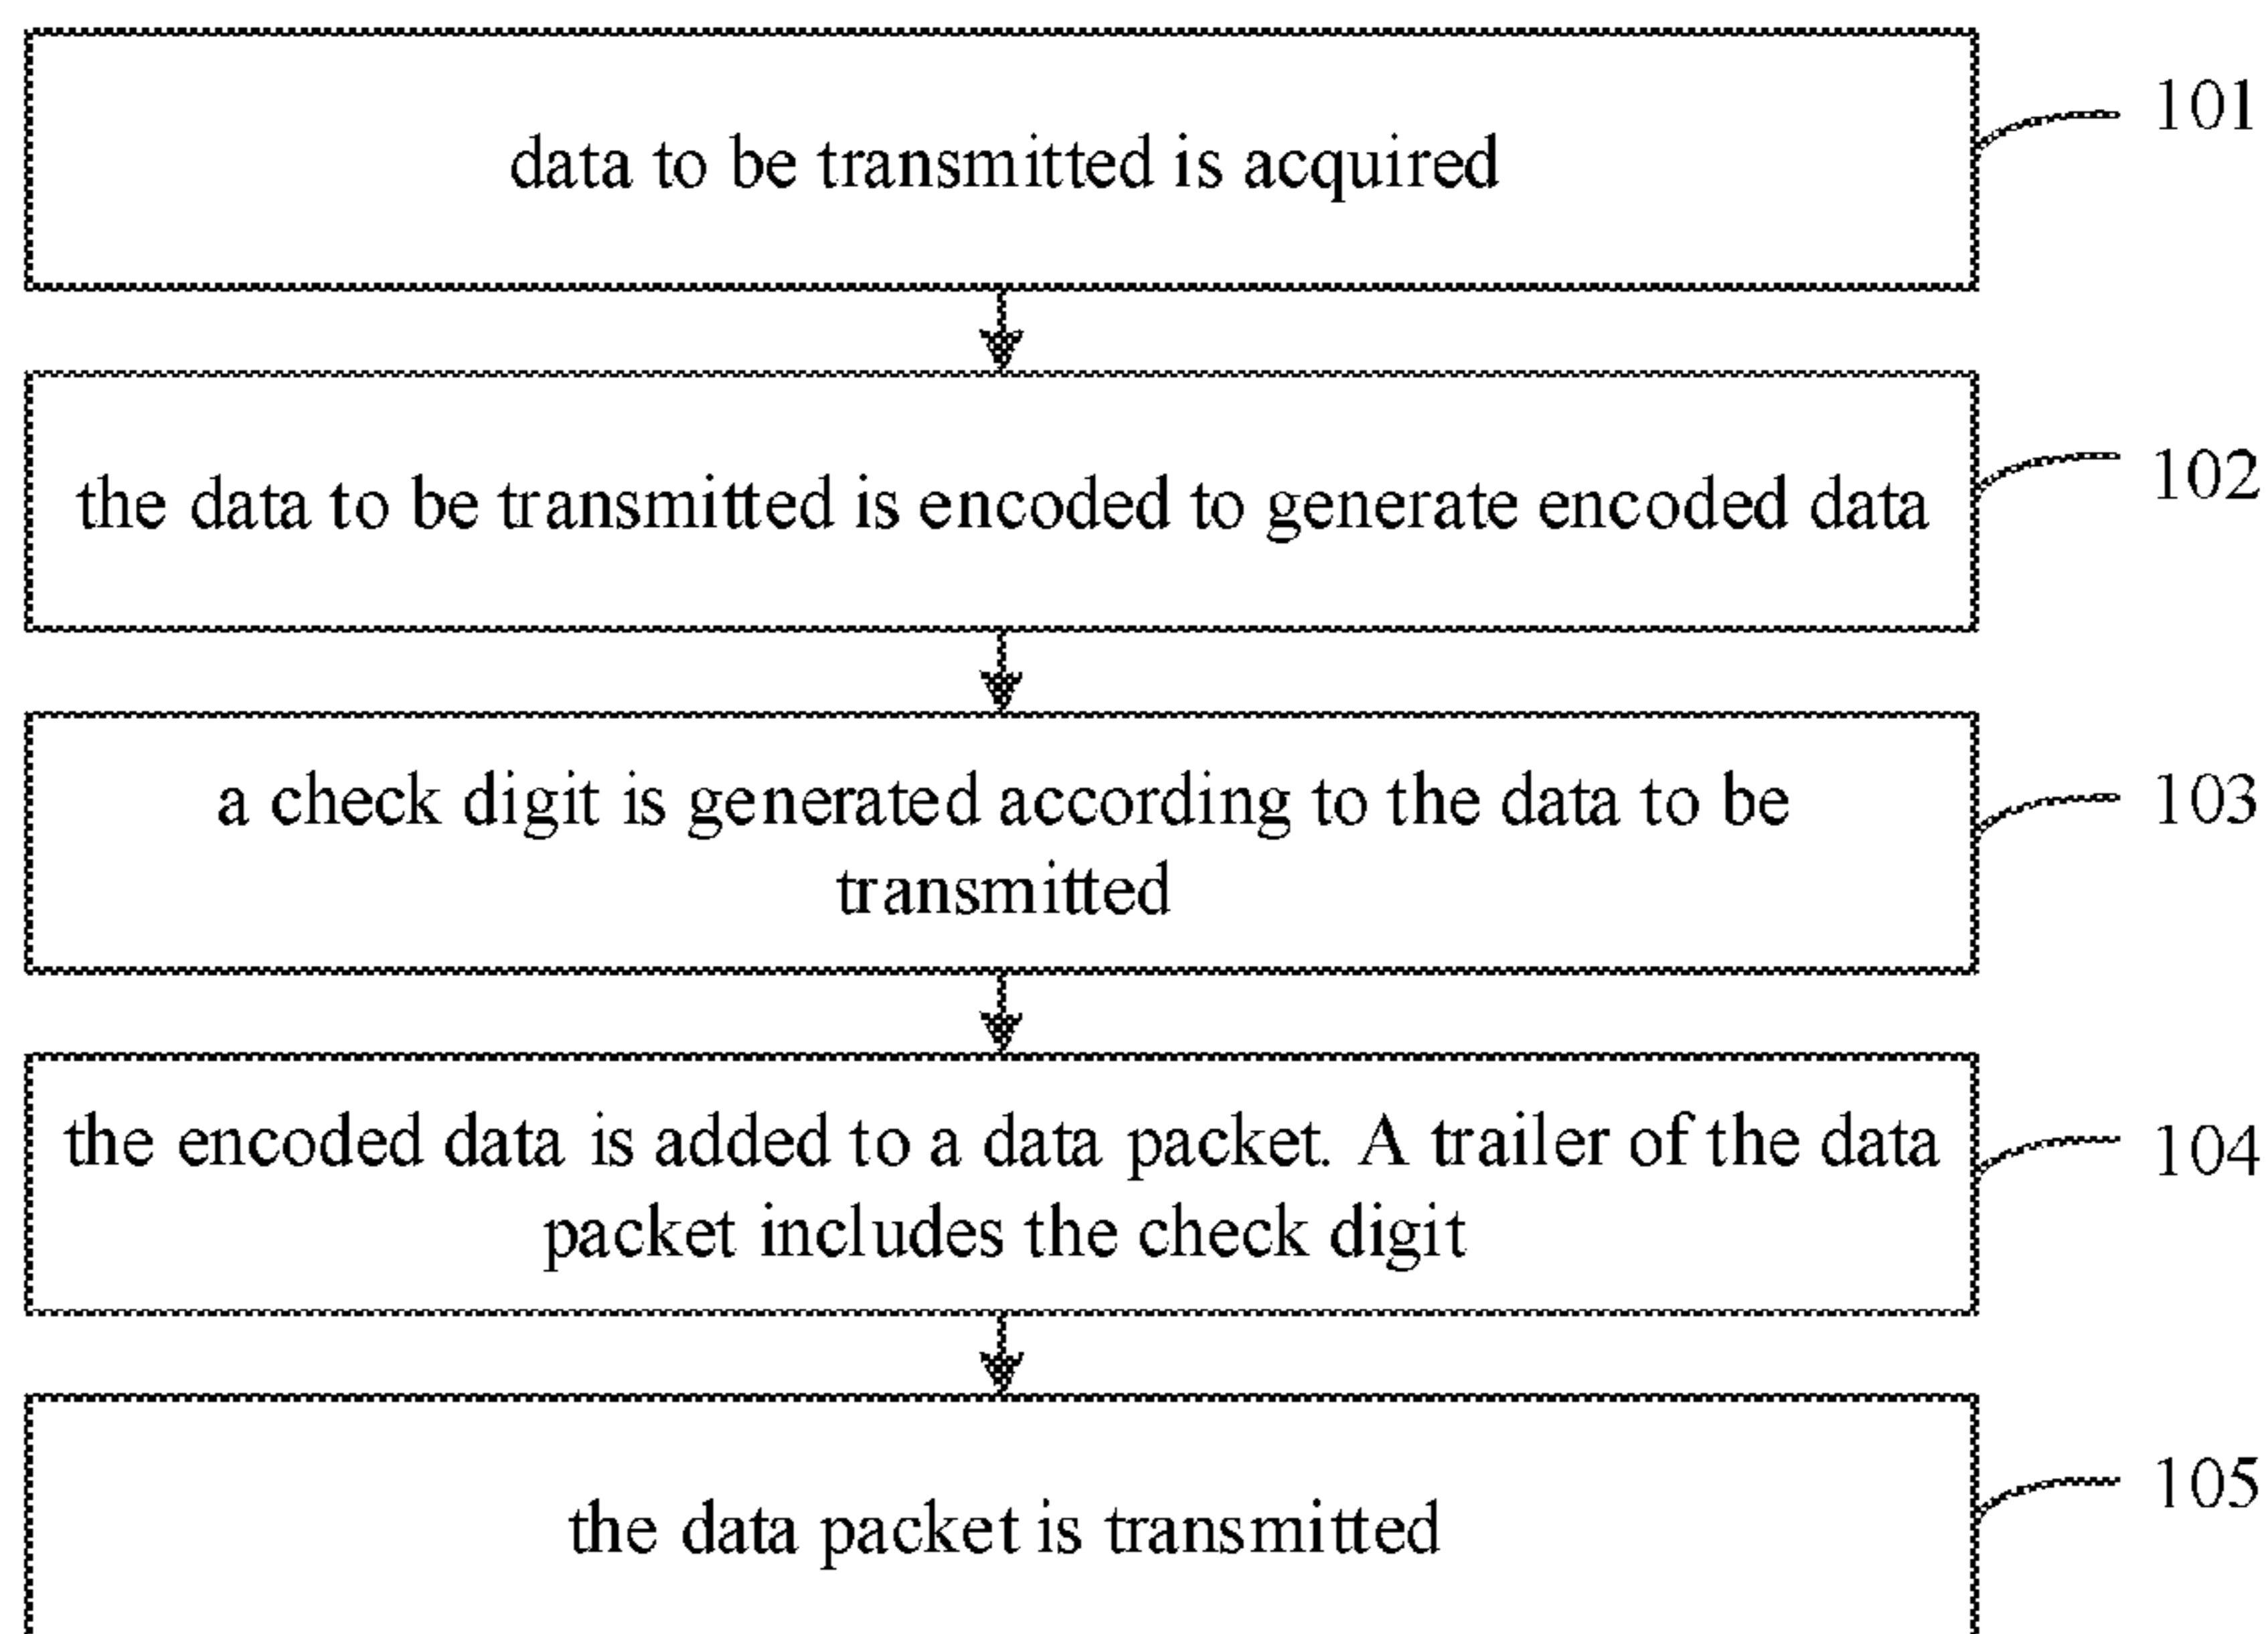 data to be transmitted is acquired
101
the data to be transmitted is encoded to generate encoded data
102
a check digit is generated according to the data to be
transmitted
103
the encoded data is added to a data packet. A trailer of the data
packet includes the check digit
104
the data packet is transmitted
105